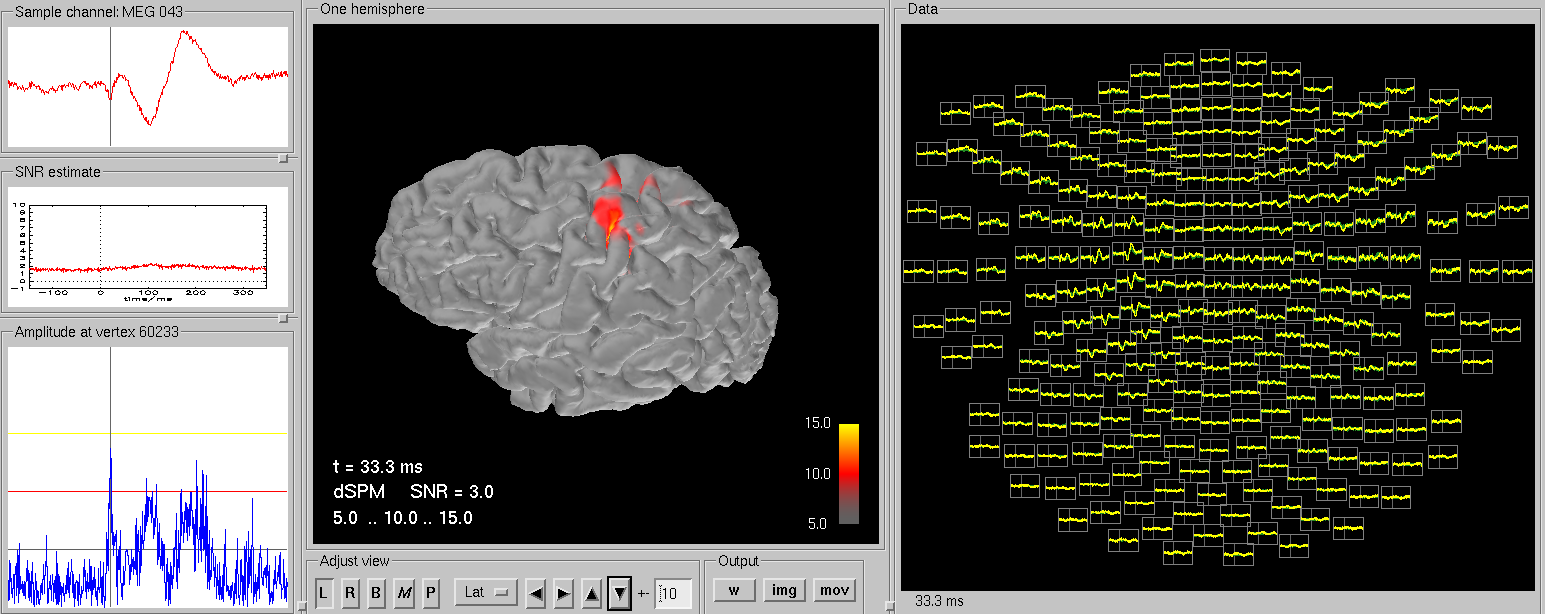 Sample channel: MEG 043
SNR estimate
10
9
8
7
6
5
4
3
2
1
0
-1
-100 0 100 200 300
time/ms
Amplitude at vertex 60233
One hemisphere
t = 33.3 ms
dSPM SNR = 3.0
5.0 .. 10.0 .. 15.0
15.0
10.0
5.0
Adjust view
L R B M P Lat +- 10
Output
w img mov
Data
33.3 ms